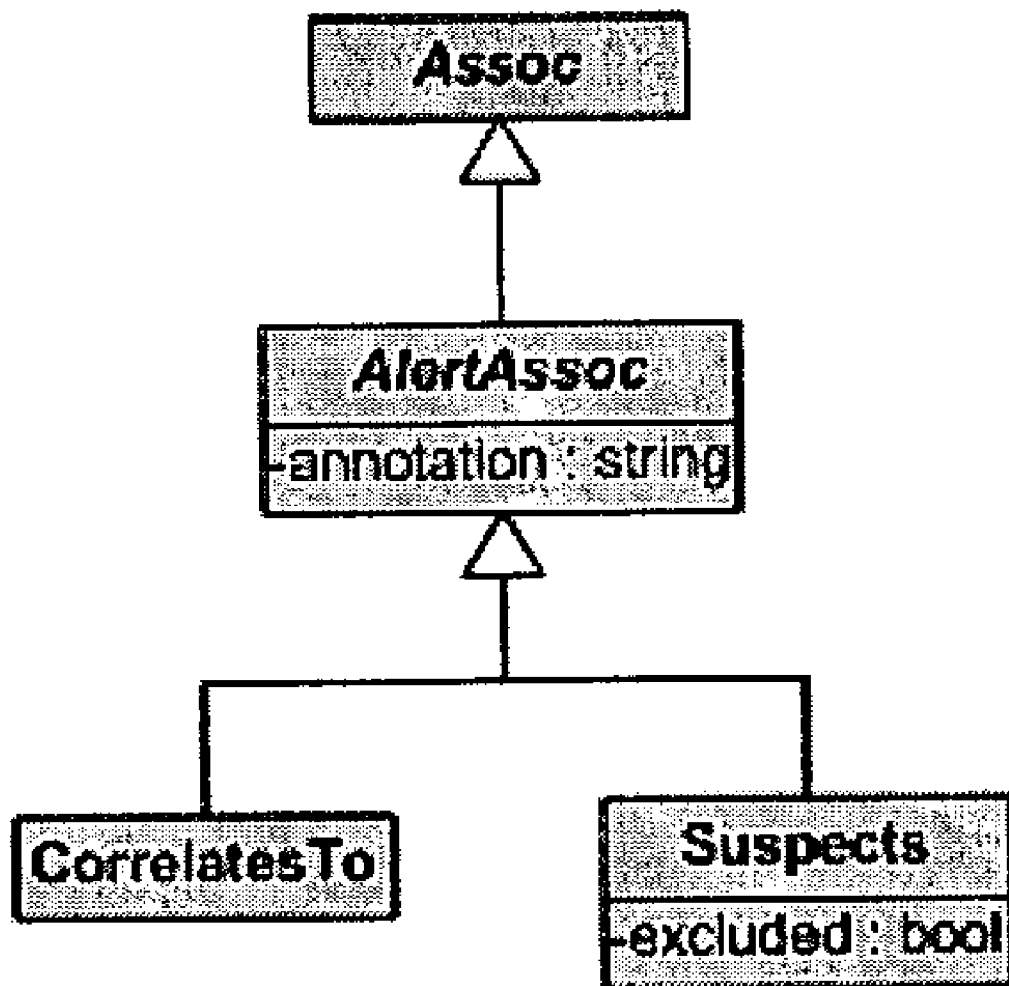 Assoc
AlertAssoc
-annotation : string
CorrelatesTo
Suspects
-excluded : bool